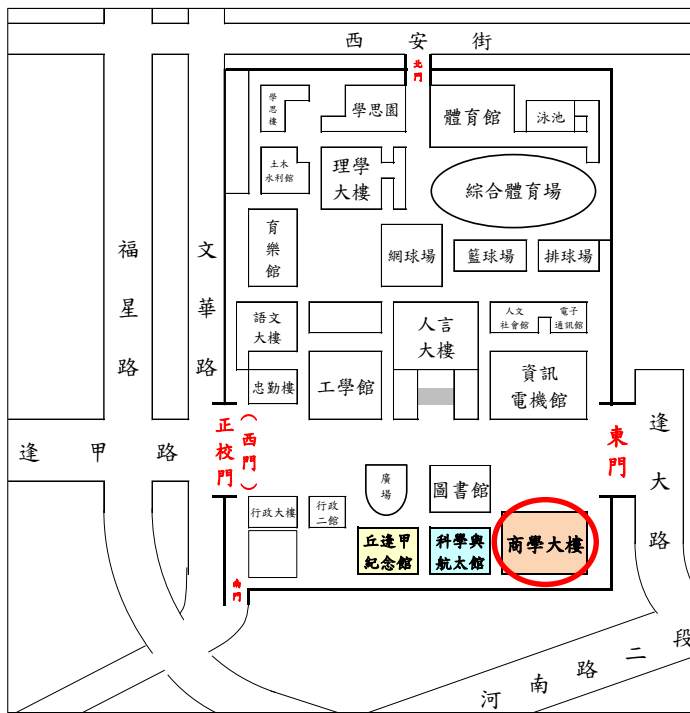 西安街
北門
學思樓
學思園
體育館
泳池
土木
水利館
理學
大樓
綜合體育場
育樂館
網球場
籃球場
排球場
福星路
文華路
語文
大樓
人言
大樓
人文
社會館
電子
通訊館
忠勤樓
工學館
資訊
電機館
逢甲路
正校門
（西門）
東門
逢大路
廣場
圖書館
行政大樓
行政
二館
丘逢甲
紀念館
科學與
航太館
商學大樓
南門
河南路二段